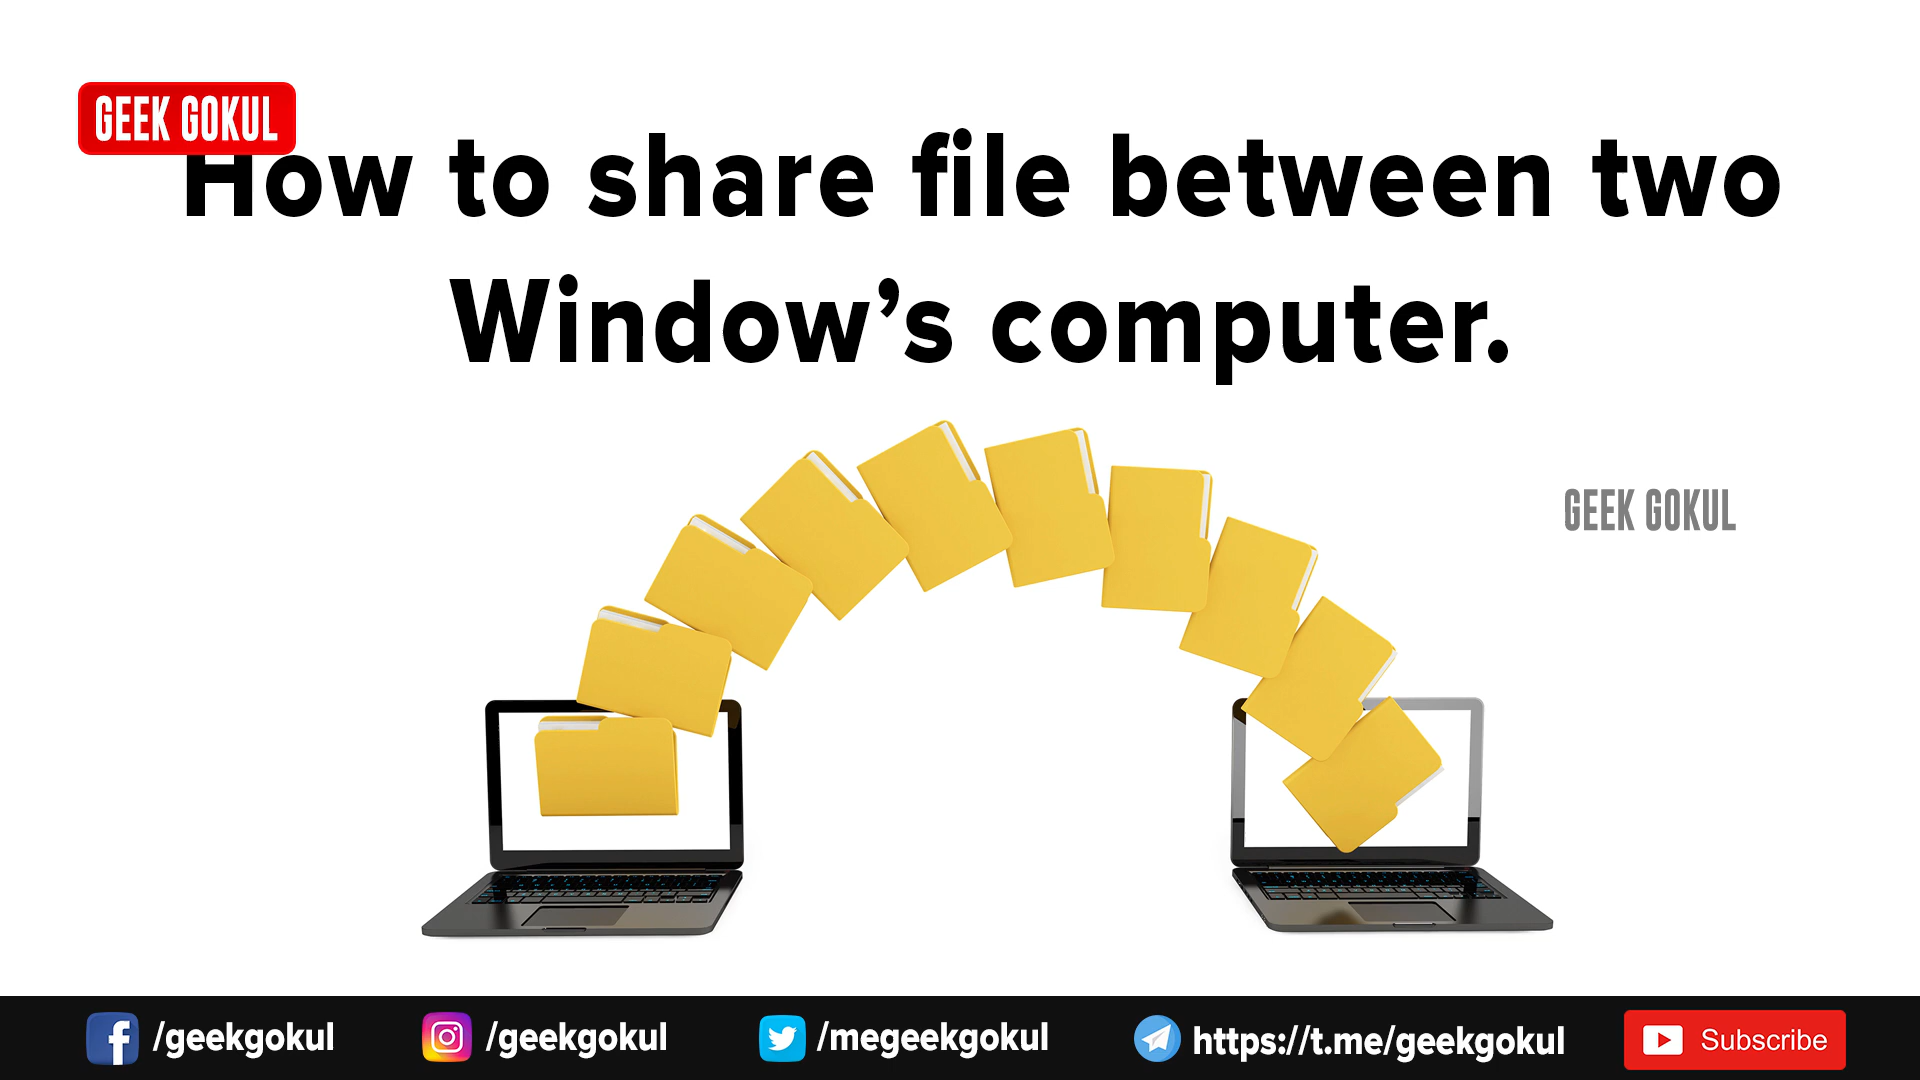 GEEK GOKUL
How to share file between two
Window’s computer.
GEEK GOKUL
/geekgokul
/geekgokul
/megeekgokul
https://t.me/geekgokul
Subscribe